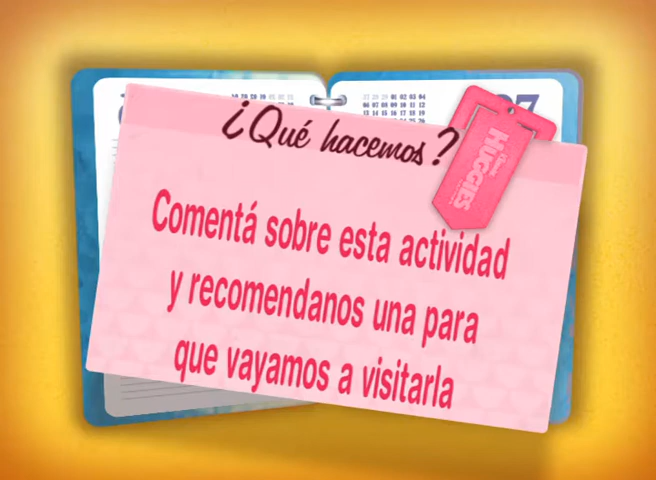 ¿Qué hacemos?
HUGGIES
Comentá sobre esta actividad
y recomendanos una para
que vayamos a visitarla